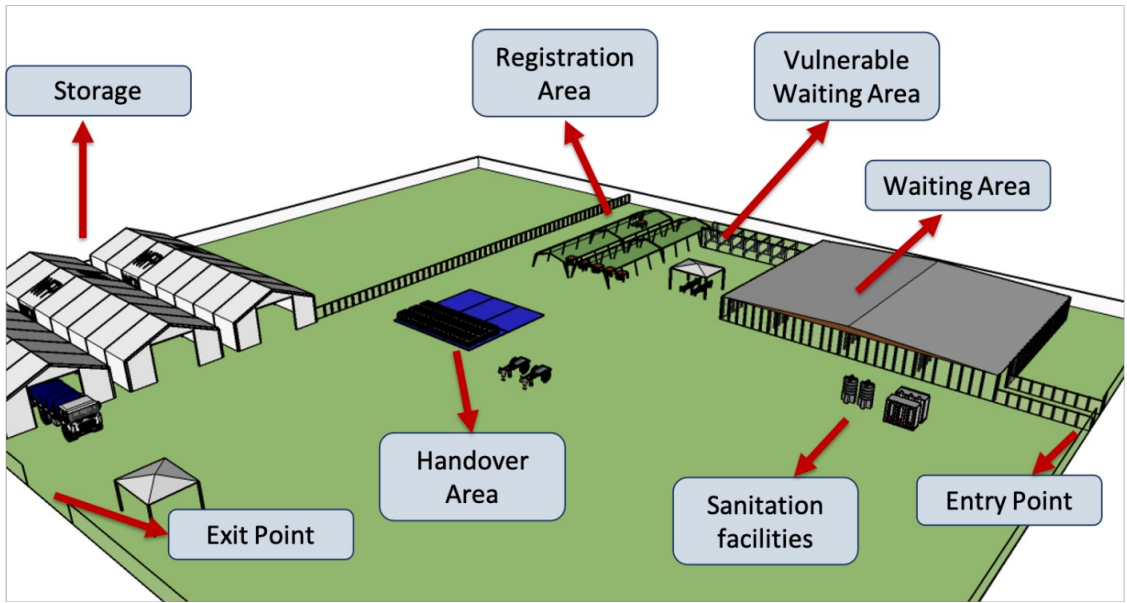 Registration
Area
Vulnerable
Waiting Area
Storage
Waiting Area
Handover
Area
Sanitation
facilities
Entry Point
Exit Point